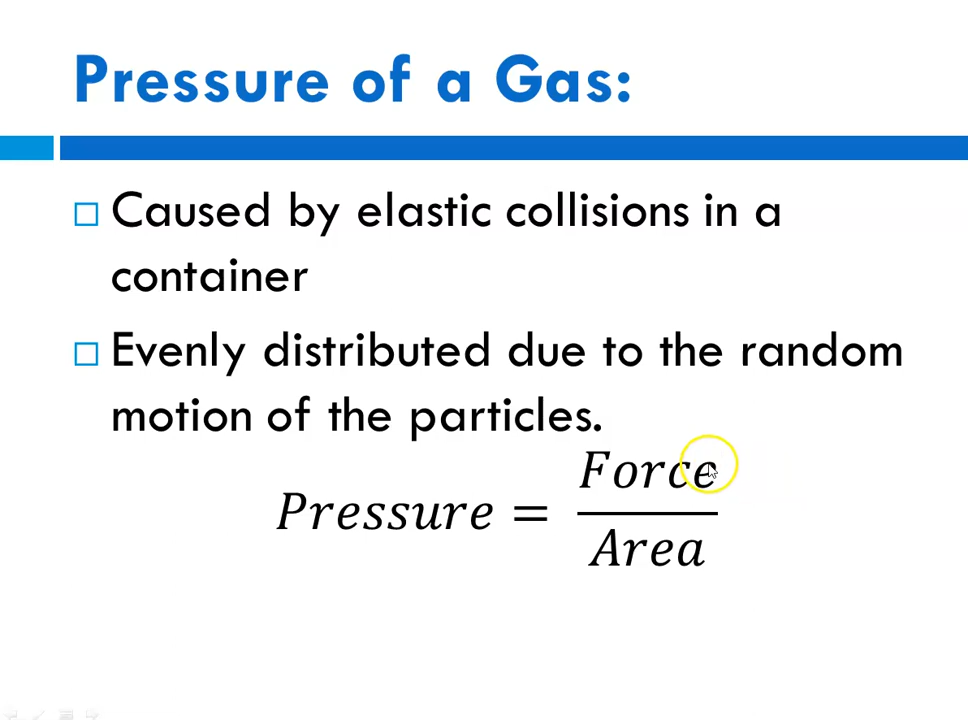 Pressure of a Gas:
Caused by elastic collisions in a
container
Evenly distributed due to the random
motion of the particles.
Pressure = Force
Area